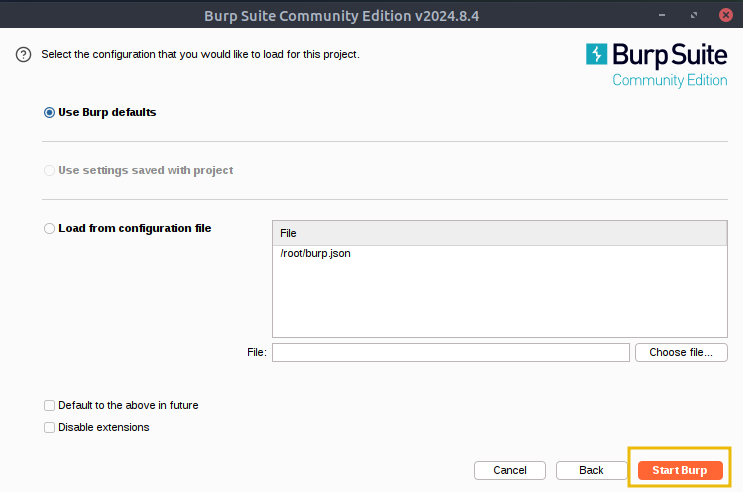 Burp Suite Community Edition v2024.8.4
Select the configuration that you would like to load for this project.
Burp Suite
Community Edition
Use Burp defaults
Use settings saved with project
Load from configuration file
File
/root/burp.json
File:
Choose file...
Default to the above in future
Disable extensions
Cancel
Back
Start Burp